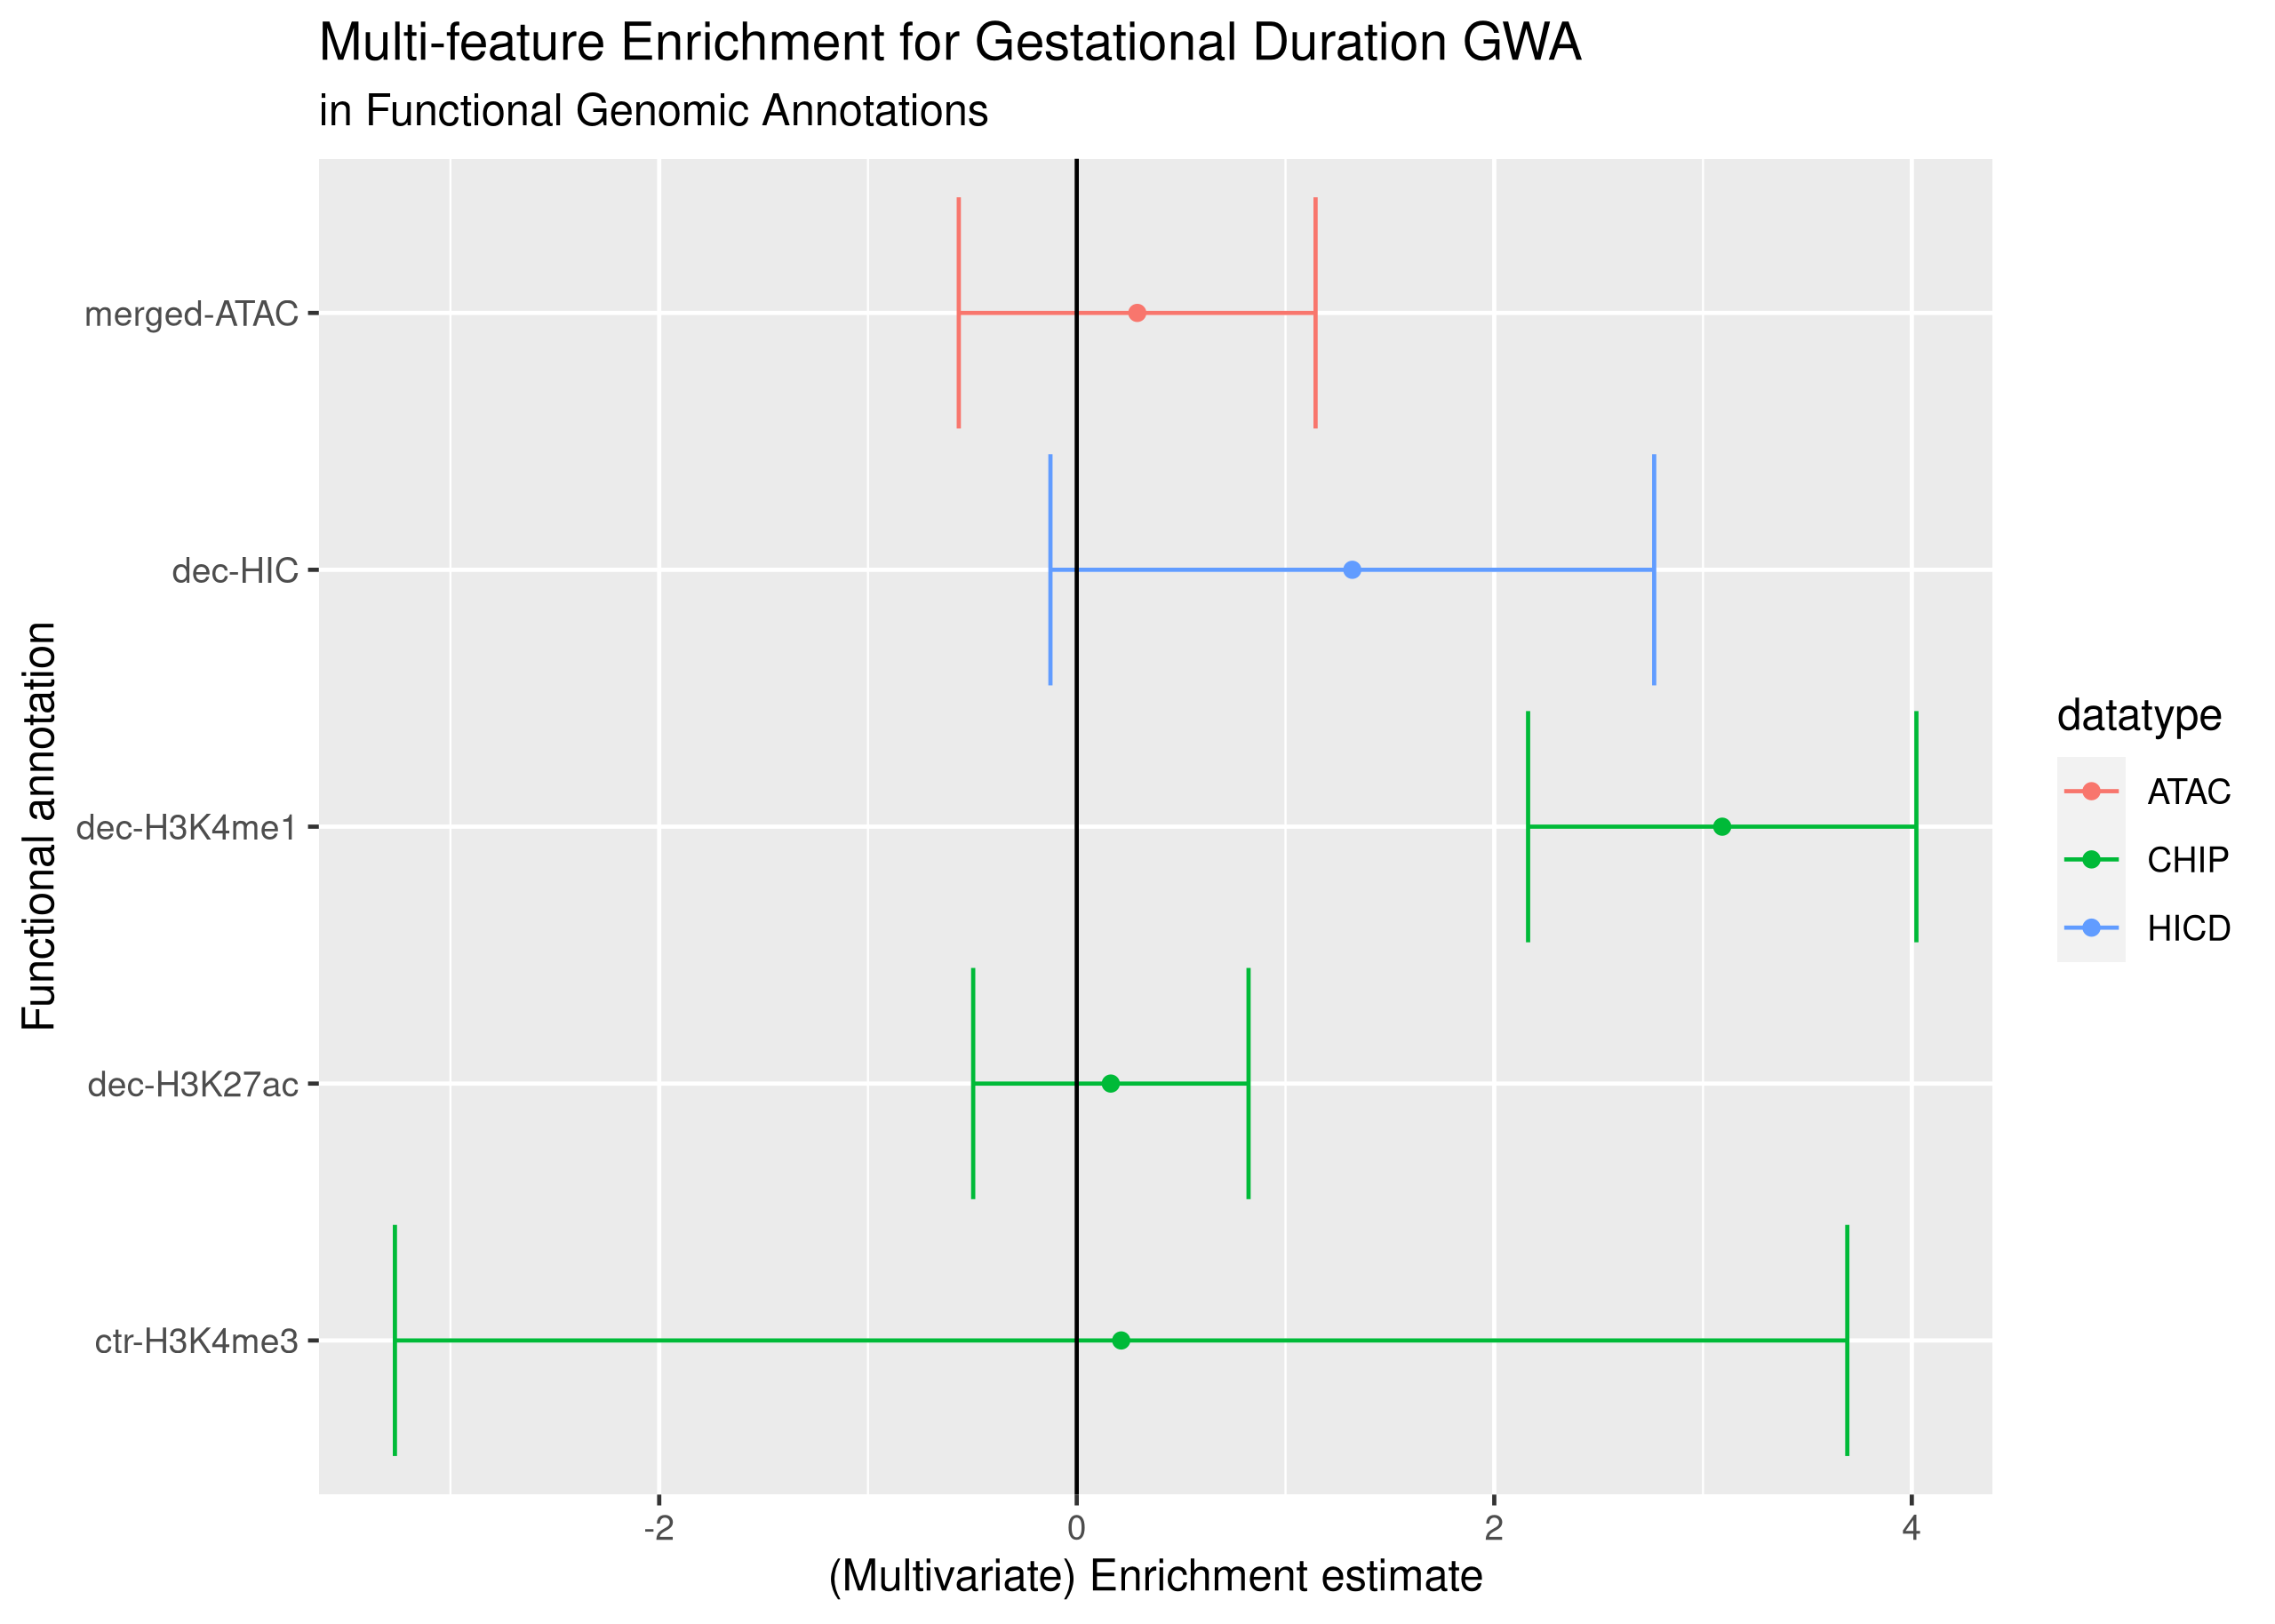 Multi-feature Enrichment for Gestational Duration GWA
in Functional Genomic Annotations
Functional annotation
merged-ATAC
dec-HIC
dec-H3K4me1
dec-H3K27ac
ctr-H3K4me3
-2 0 2 4
(Multivariate) Enrichment estimate
datatype
ATAC
CHIP
HICD